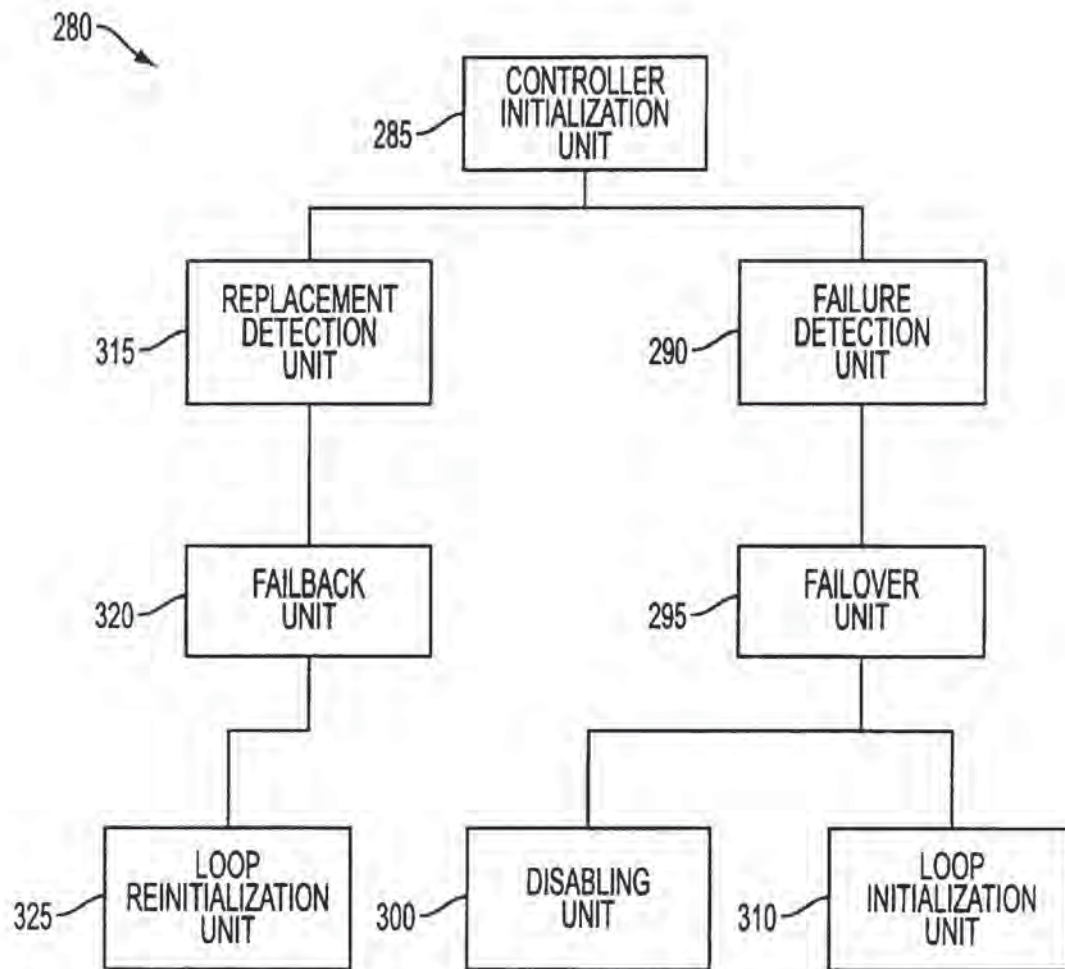 280
CONTROLLER
INITIALIZATION
UNIT
285
REPLACEMENT
DETECTION
UNIT
315
FAILURE
DETECTION
UNIT
290
FAILBACK
UNIT
320
FAILOVER
UNIT
295
LOOP
REINITIALIZATION
UNIT
325
DISABLING
UNIT
300
LOOP
INITIALIZATION
UNIT
310